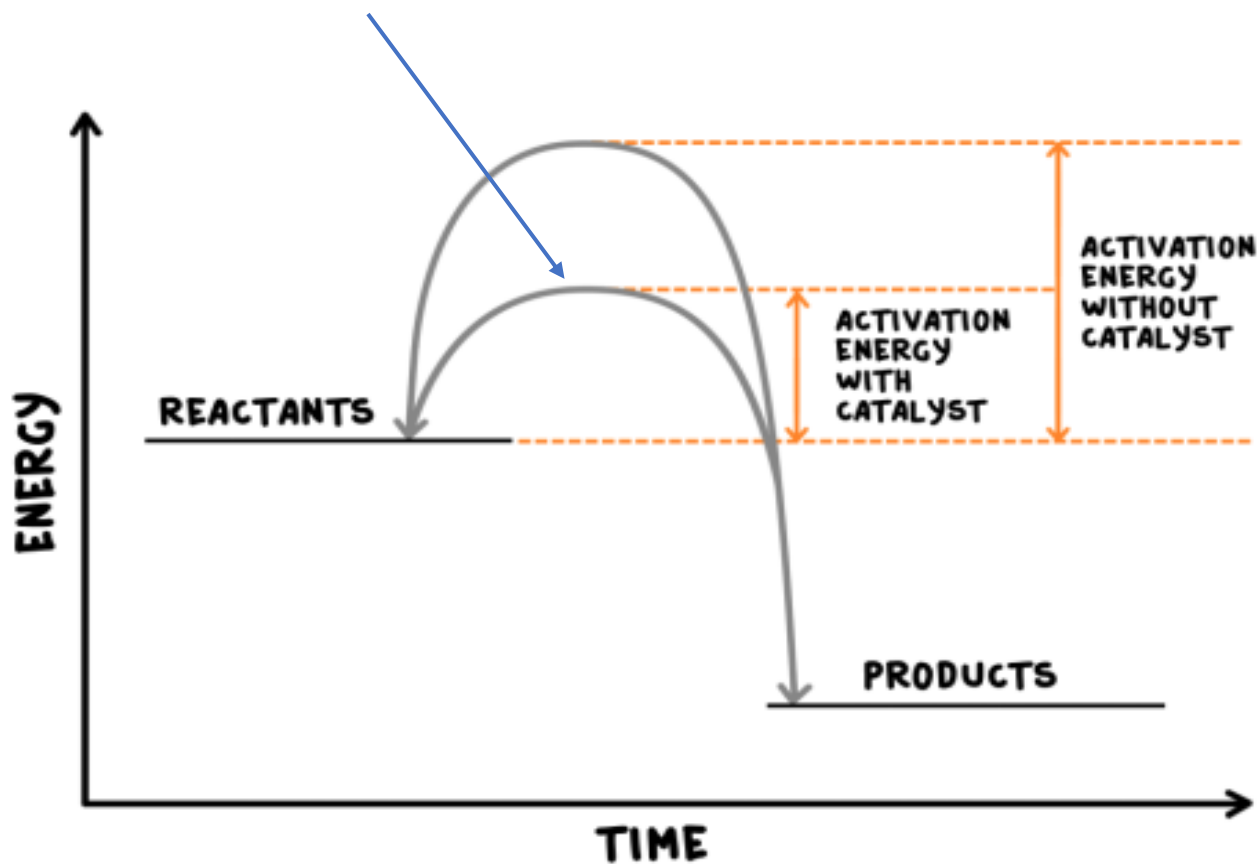 ACTIVATION
ENERGY
WITHOUT
CATALYST
ACTIVATION
ENERGY
WITH
CATALYST
REACTANTS
ENERGY
PRODUCTS
TIME